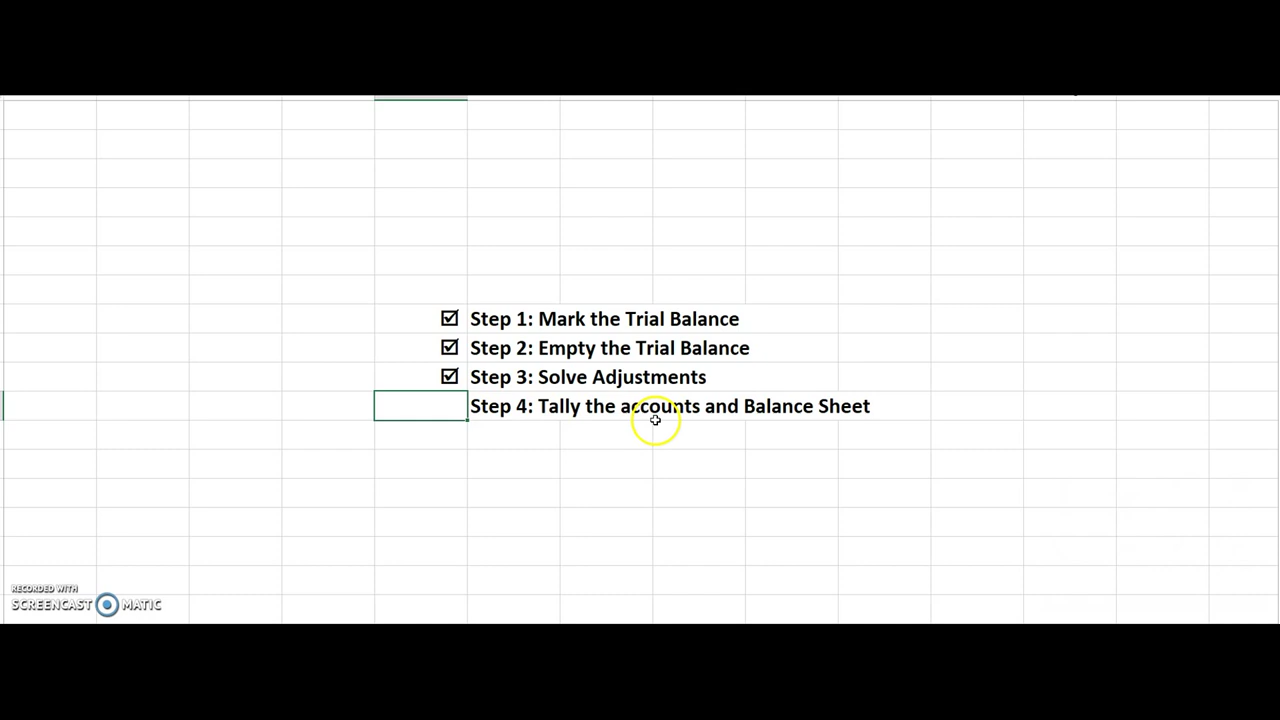 ☑ Step 1: Mark the Trial Balance
☑ Step 2: Empty the Trial Balance
☑ Step 3: Solve Adjustments
Step 4: Tally the accounts and Balance Sheet
RECORDED WITH
SCREENCAST MATIC